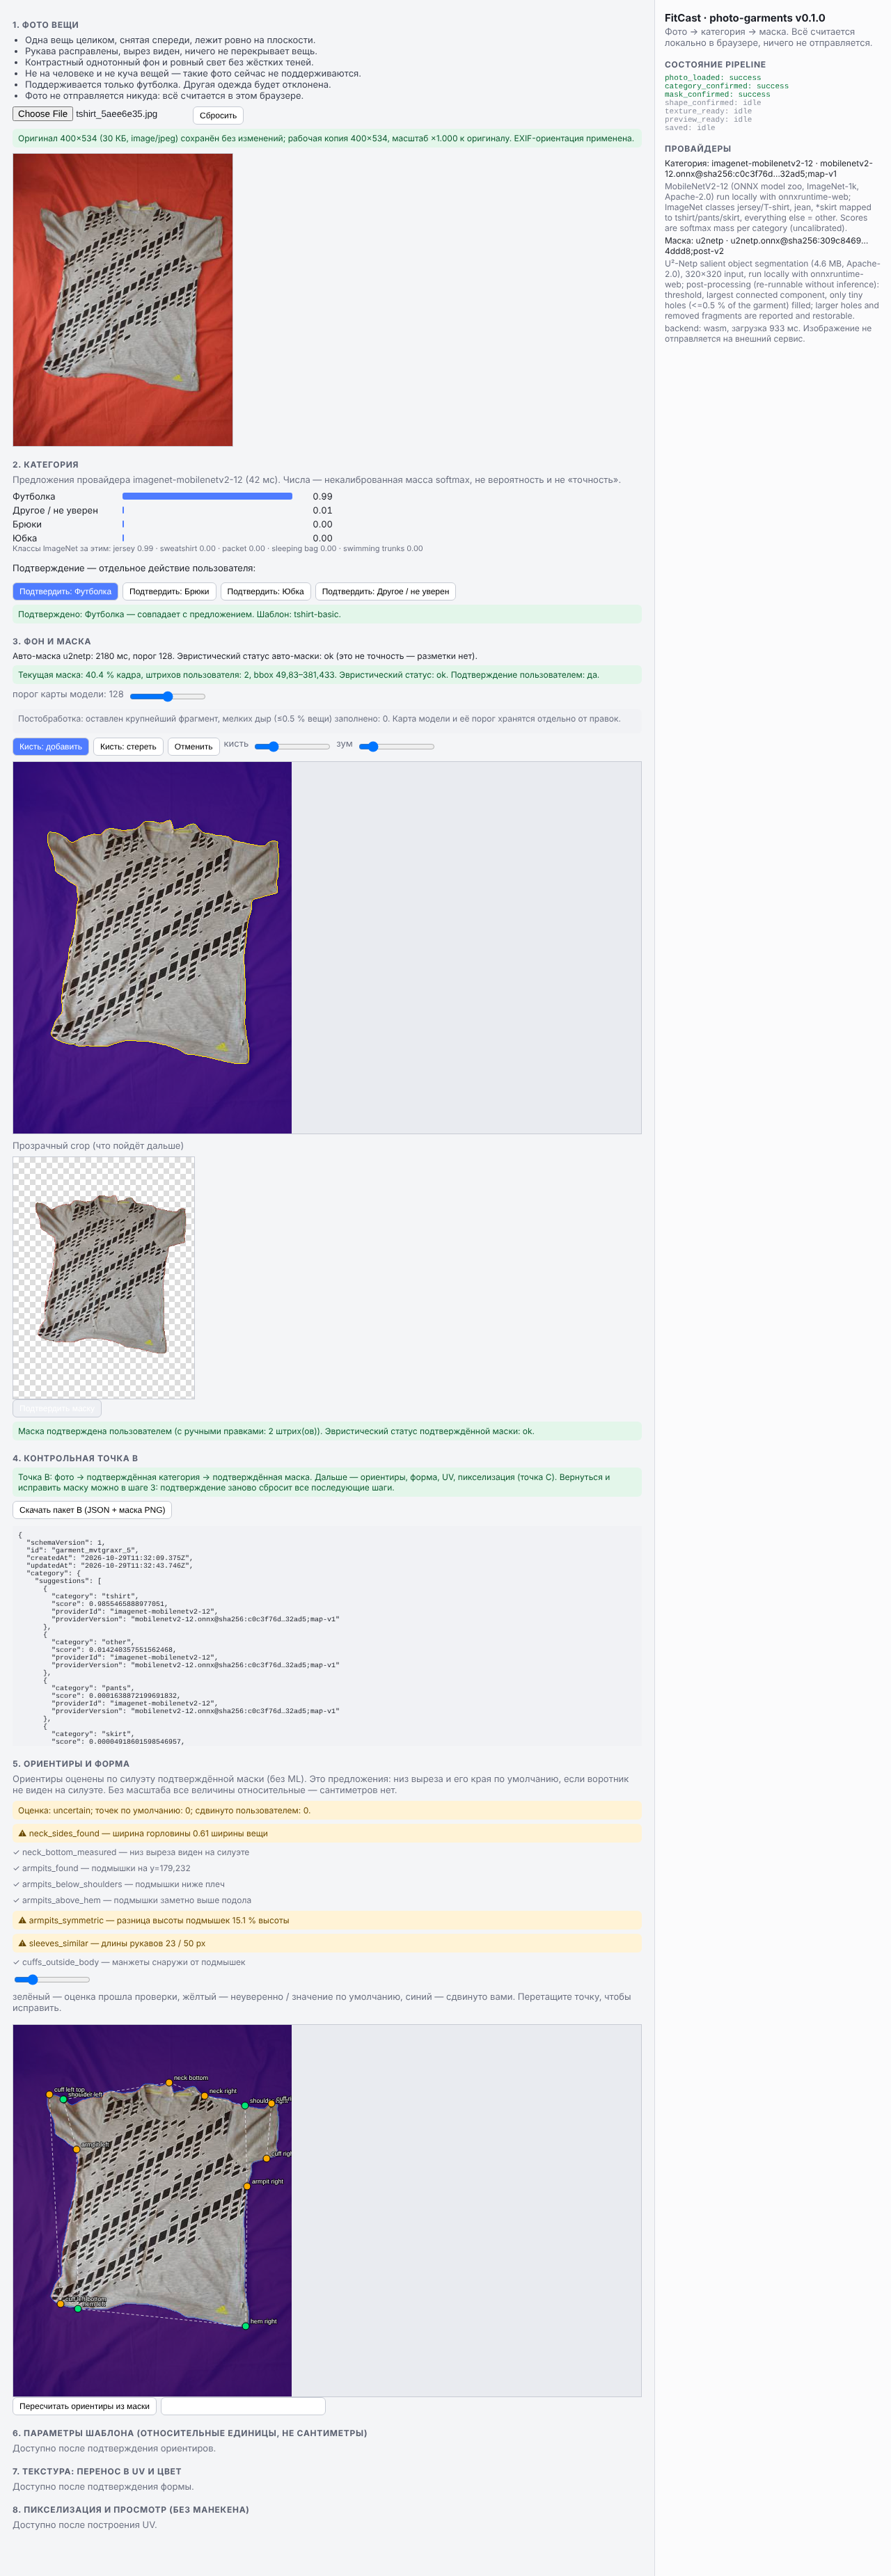 1. ФОТО ВЕЩИ
• Одна вещь целиком, снятая спереди, лежит ровно на плоскости.
• Рукава расправлены, вырез виден, ничего не перекрывает вещь.
• Контрастный однотонный фон и ровный свет без жёстких теней.
• Не на человеке и не куча вещей — такие фото сейчас не поддерживаются.
• Поддерживается только футболка. Другая одежда будет отклонена.
• Фото не отправляется никуда: всё считается в этом браузере.
Choose File tshirt_5aee6e35.jpg Сбросить
Оригинал 400×534 (30 КБ, image/jpeg) сохранён без изменений; рабочая копия 400×534, масштаб ×1.000 к оригиналу. EXIF-ориентация применена.
2. КАТЕГОРИЯ
Предложения провайдера imagenet-mobilenetv2-12 (42 мс). Числа — некалиброванная масса softmax, не вероятность и не «точность».
Футболка 0.99
Другое / не уверен 0.01
Брюки 0.00
Юбка 0.00
Классы ImageNet за этим: jersey 0.99 · sweatshirt 0.00 · packet 0.00 · sleeping bag 0.00 · swimming trunks 0.00
Подтверждение — отдельное действие пользователя:
Подтвердить: Футболка Подтвердить: Брюки Подтвердить: Юбка Подтвердить: Другое / не уверен
Подтверждено: Футболка — совпадает с предложением. Шаблон: tshirt-basic.
3. ФОН И МАСКА
Авто-маска u2netp: 2180 мс, порог 128. Эвристический статус авто-маски: ok (это не точность — разметки нет).
Текущая маска: 40.4 % кадра, штрихов пользователя: 2, bbox 49,83–381,433. Эвристический статус: ok. Подтверждение пользователем: да.
порог карты модели: 128
Постобработка: оставлен крупнейший фрагмент, мелких дыр (≤0.5 % вещи) заполнено: 0. Карта модели и её порог хранятся отдельно от правок.
Кисть: добавить Кисть: стереть Отменить кисть зум
Прозрачный crop (что пойдёт дальше)
Подтвердить маску
Маска подтверждена пользователем (с ручными правками: 2 штрих(ов)). Эвристический статус подтверждённой маски: ok.
4. КОНТРОЛЬНАЯ ТОЧКА B
Точка B: фото → подтверждённая категория → подтверждённая маска. Дальше — ориентиры, форма, UV, пикселизация (точка C). Вернуться и
исправить маску можно в шаге 3: подтверждение заново сбросит все последующие шаги.
Скачать пакет B (JSON + маска PNG)
{
"schemaVersion": 1,
"id": "garment_mvtgraxr_5",
"createdAt": "2026-10-29T11:32:09.375Z",
"updatedAt": "2026-10-29T11:32:43.746Z",
"category": {
"suggestions": [
{
"category": "tshirt",
"score": 0.9855465888977051,
"providerId": "imagenet-mobilenetv2-12",
"providerVersion": "mobilenetv2-12.onnx@sha256:c0c3f76d…32ad5;map-v1"
},
{
"category": "other",
"score": 0.014240357551562468,
"providerId": "imagenet-mobilenetv2-12",
"providerVersion": "mobilenetv2-12.onnx@sha256:c0c3f76d…32ad5;map-v1"
},
{
"category": "pants",
"score": 0.0001638872199691832,
"providerId": "imagenet-mobilenetv2-12",
"providerVersion": "mobilenetv2-12.onnx@sha256:c0c3f76d…32ad5;map-v1"
},
{
"category": "skirt",
"score": 0.00004918601598546957,
5. ОРИЕНТИРЫ И ФОРМА
Ориентиры оценены по силуэту подтверждённой маски (без ML). Это предложения: низ выреза и его края по умолчанию, если воротник
не виден на силуэте. Без масштаба все величины относительные — сантиметров нет.
Оценка: uncertain; точек по умолчанию: 0; сдвинуто пользователем: 0.
⚠ neck_sides_found — ширина горловины 0.61 ширины вещи
✓ neck_bottom_measured — низ выреза виден на силуэте
✓ armpits_found — подмышки на y=179,232
✓ armpits_below_shoulders — подмышки ниже плеч
✓ armpits_above_hem — подмышки заметно выше подола
⚠ armpits_symmetric — разница высоты подмышек 15.1 % высоты
⚠ sleeves_similar — длины рукавов 23 / 50 px
✓ cuffs_outside_body — манжеты снаружи от подмышек
зелёный — оценка прошла проверки, жёлтый — неуверенно / значение по умолчанию, синий — сдвинуто вами. Перетащите точку, чтобы
исправить.
neck bottom
cuff left top
shoulder left
neck right
armpit left
cuff righ
armpit right
hem right
Пересчитать ориентиры из маски
6. ПАРАМЕТРЫ ШАБЛОНА (ОТНОСИТЕЛЬНЫЕ ЕДИНИЦЫ, НЕ САНТИМЕТРЫ)
Доступно после подтверждения ориентиров.
7. ТЕКСТУРА: ПЕРЕНОС В UV И ЦВЕТ
Доступно после подтверждения формы.
8. ПИКСЕЛИЗАЦИЯ И ПРОСМОТР (БЕЗ МАНЕКЕНА)
Доступно после построения UV.
FitCast · photo-garments v0.1.0
Фото → категория → маска. Всё считается
локально в браузере, ничего не отправляется.
СОСТОЯНИЕ PIPELINE
photo_loaded: success
category_confirmed: success
mask_confirmed: success
shape_confirmed: idle
texture_ready: idle
preview_ready: idle
saved: idle
ПРОВАЙДЕРЫ
Категория: imagenet-mobilenetv2-12 · mobilenetv2-
12.onnx@sha256:c0c3f76d…32ad5;map-v1
MobileNetV2-12 (ONNX model zoo, ImageNet-1k,
Apache-2.0) run locally with onnxruntime-web;
ImageNet classes jersey/T-shirt, jean, *skirt mapped
to tshirt/pants/skirt, everything else = other. Scores
are softmax mass per category (uncalibrated).
Маска: u2netp · u2netp.onnx@sha256:309c8469…
4ddd8;post-v2
U²-Netp salient object segmentation (4.6 MB, Apache-
2.0), 320×320 input, run locally with onnxruntime-
web; post-processing (re-runnable without inference):
threshold, largest connected component, only tiny
holes (<=0.5 % of the garment) filled; larger holes and
removed fragments are reported and restorable.
backend: wasm, загрузка 933 мс. Изображение не
отправляется на внешний сервис.